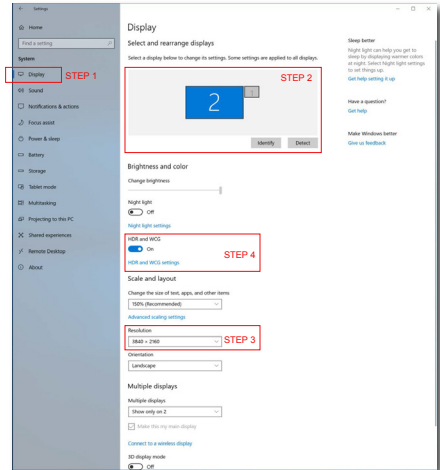 Settings
Home
Find a setting
System
Display
STEP 1
Sound
Notifications & actions
Focus assist
Power & sleep
Battery
Storage
Tablet mode
Multitasking
Projecting to this PC
Shared experiences
Remote Desktop
About
Display
Select and rearrange displays
Select a display below to change its settings. Some settings are applied to all displays.
STEP 2
1
2
Identify
Detect
Brightness and color
Change brightness
Night light
Off
Night light settings
HDR and WCG
On
STEP 4
HDR and WCG settings
Scale and layout
Change the size of text, apps, and other items
150% (Recommended)
Advanced scaling settings
Resolution
3840 × 2160
STEP 3
Orientation
Landscape
Multiple displays
Multiple displays
Show only on 2
Make this my main display
Connect to a wireless display
3D display mode
Off
Sleep better
Night light can help you get to
sleep by displaying warmer colors
at night. Select Night light settings
to set things up.
Get help setting it up
Have a question?
Get help
Make Windows better
Give us feedback